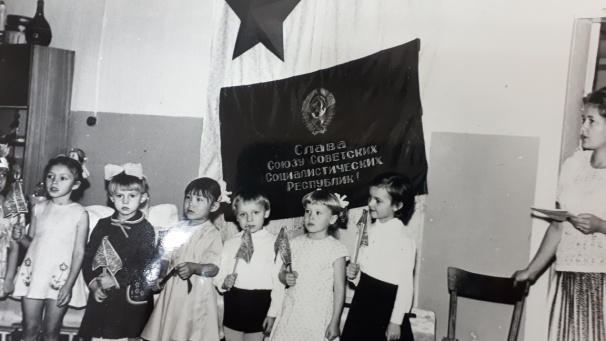 Слава
Союзу Советских
Социалистических
Республик!